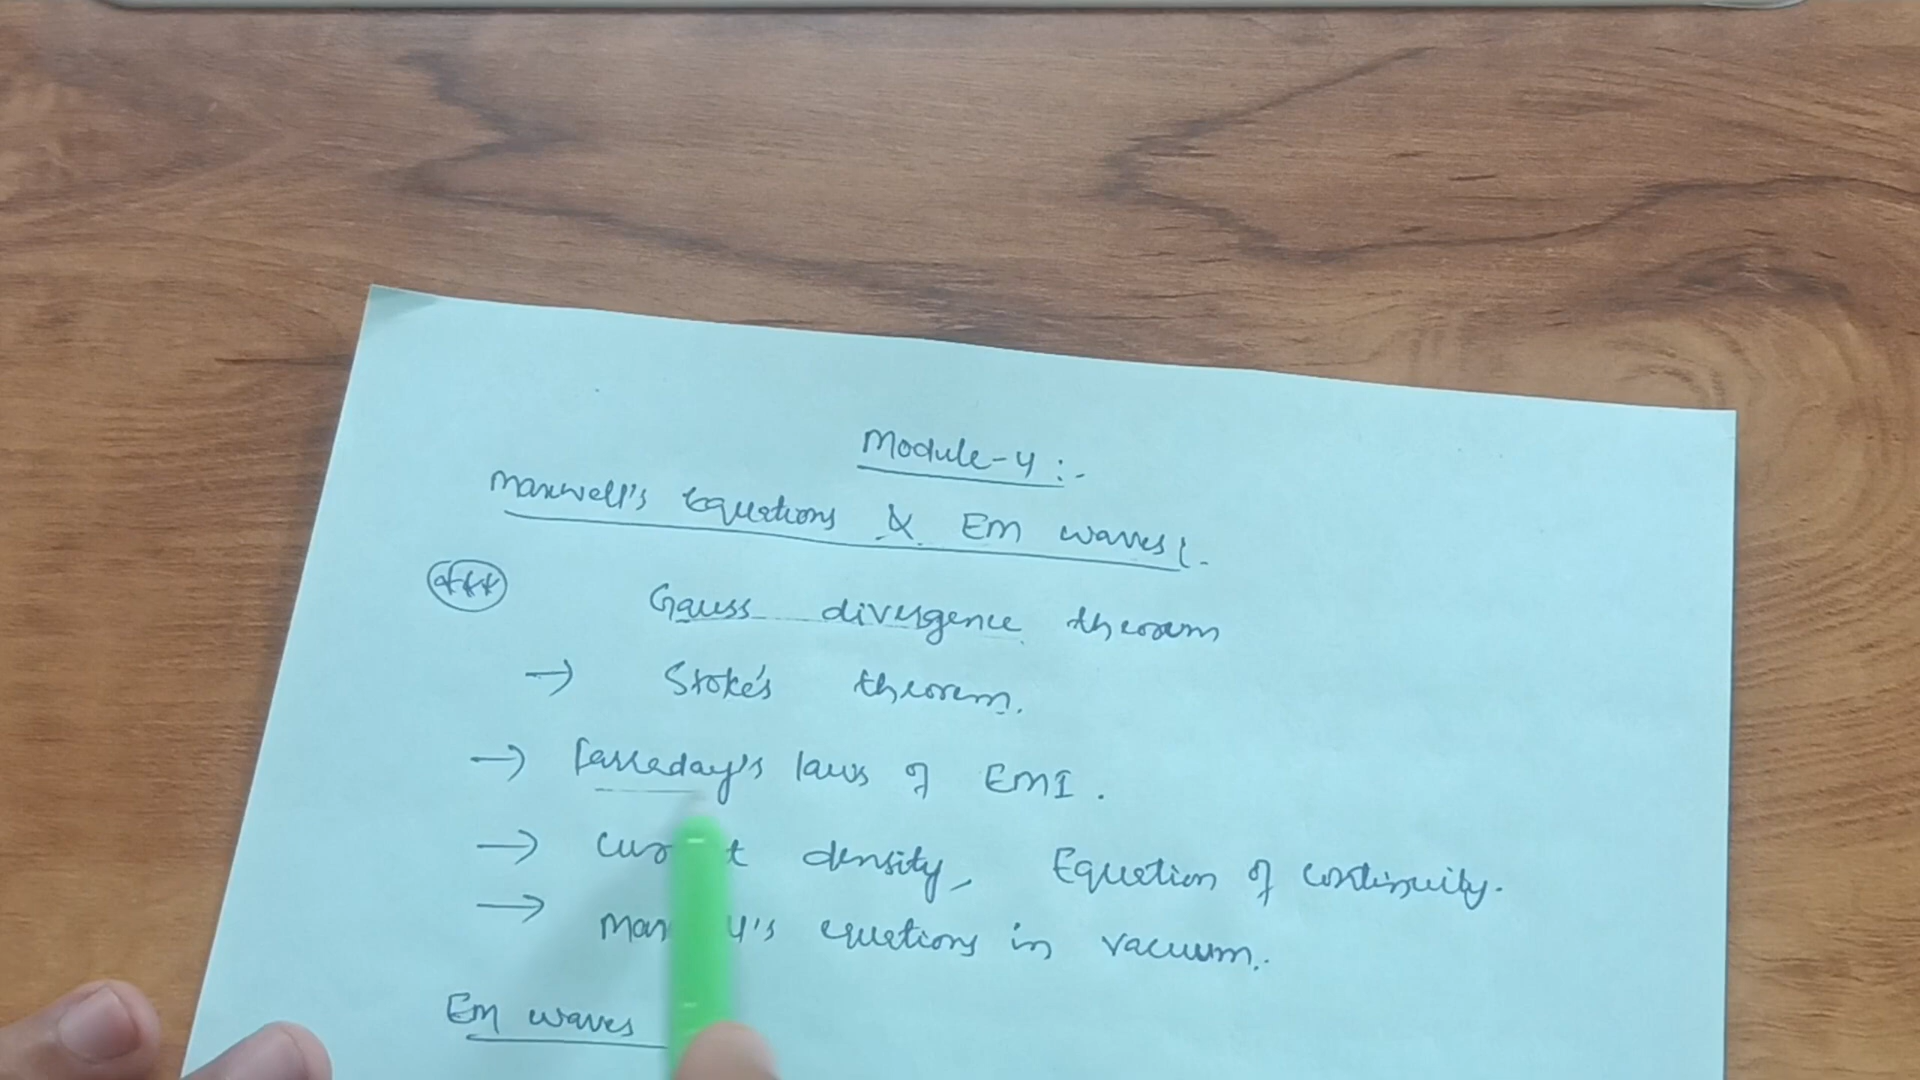 Module-4 :-
Maxwell's Equations & EM waves :-
*** Gauss divergence theorem
→ Stoke's theorem.
→ Farreday's laws of EMI.
→ density, Equation of continuity.
→ equations in vacuum.
Em waves